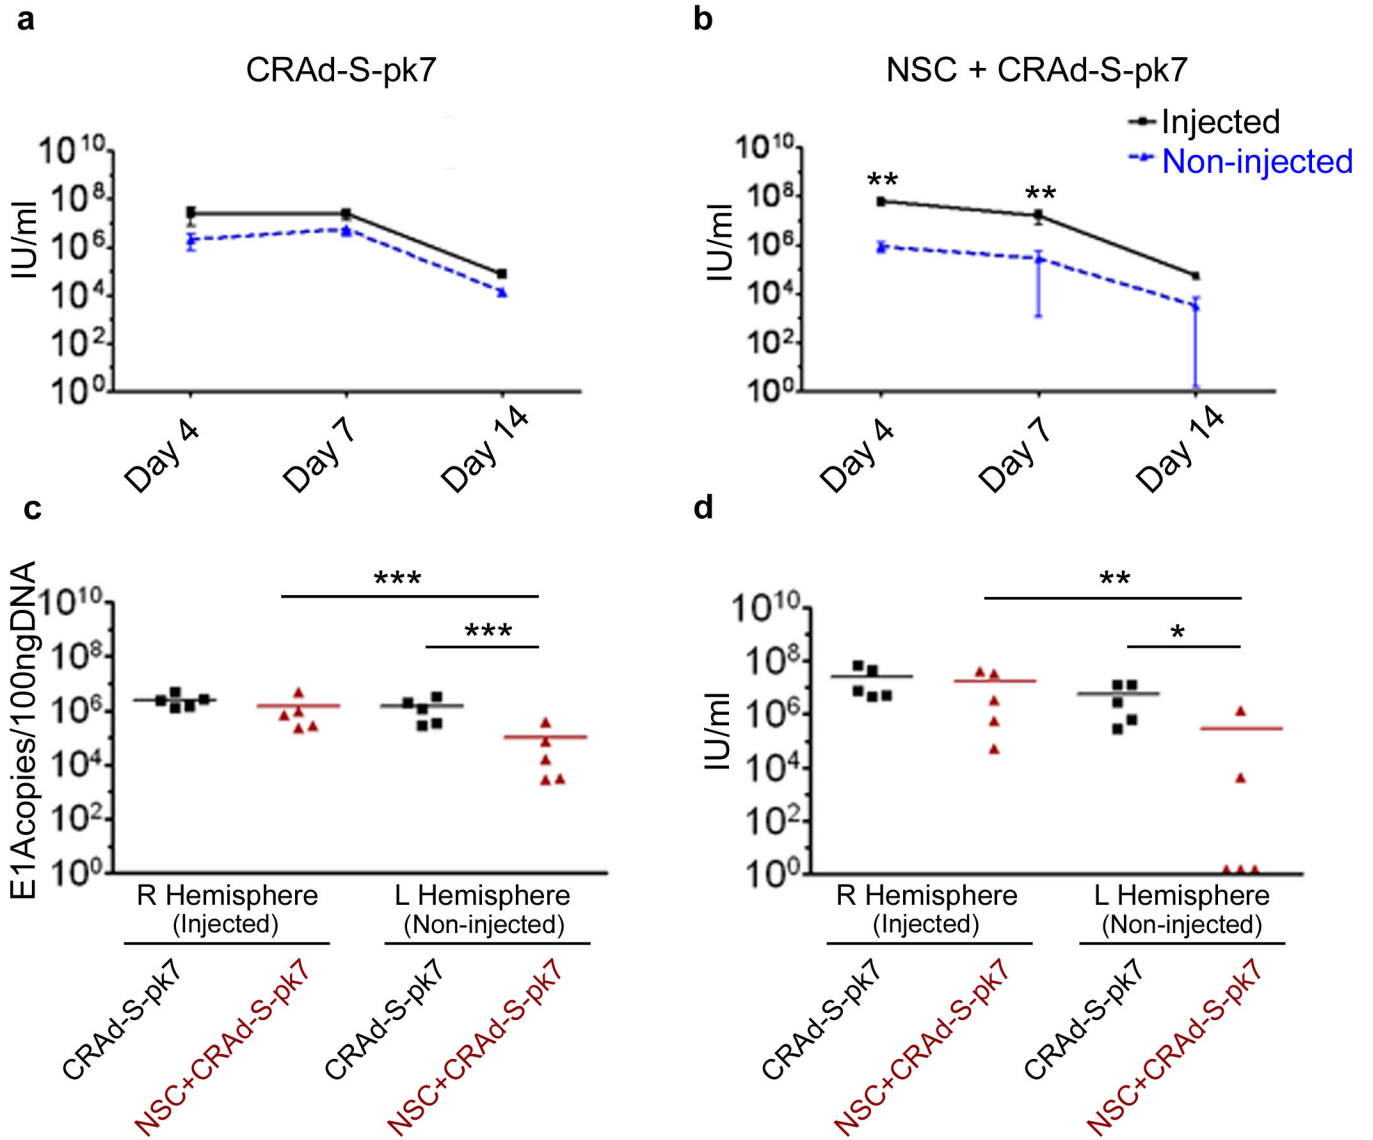 a
CRAd-S-pk7
IU/ml
10^10
10^8
10^6
10^4
10^2
10^0
Day 4
Day 7
Day 14
b
NSC + CRAd-S-pk7
Injected
Non-injected
IU/ml
10^10
10^8
10^6
10^4
10^2
10^0
**
**
Day 4
Day 7
Day 14
c
E1Acopies/100ngDNA
10^10
10^8
10^6
10^4
10^2
10^0
***
***
R Hemisphere
(Injected)
L Hemisphere
(Non-injected)
CRAd-S-pk7
NSC+CRAd-S-pk7
CRAd-S-pk7
NSC+CRAd-S-pk7
d
IU/ml
10^10
10^8
10^6
10^4
10^2
10^0
**
*
R Hemisphere
(Injected)
L Hemisphere
(Non-injected)
CRAd-S-pk7
NSC+CRAd-S-pk7
CRAd-S-pk7
NSC+CRAd-S-pk7